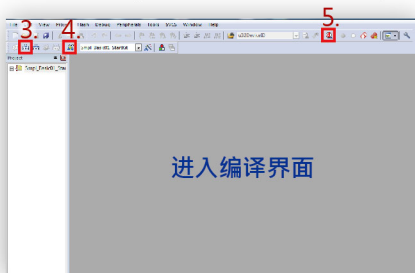 3. 4. 5.
File View Project Flash Debug Peripherals Tools SVCS Window Help
Project
进入编译界面